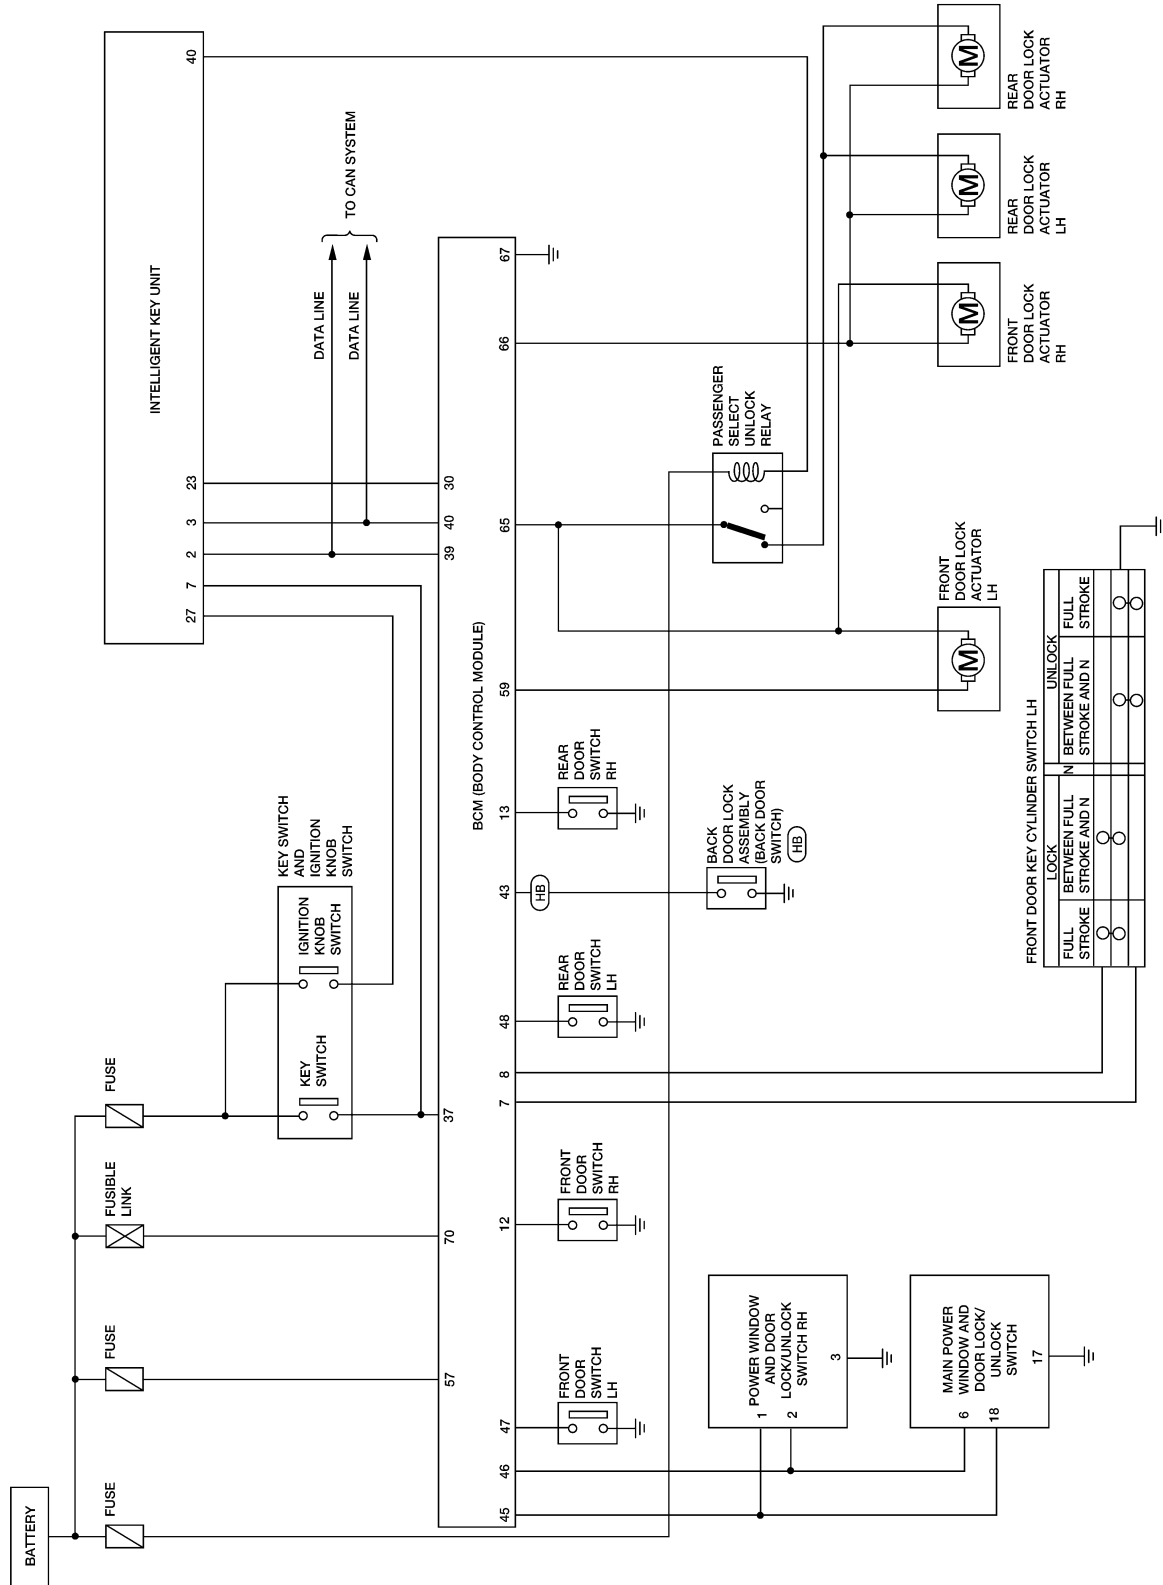 BATTERY
FUSE
FUSE
FUSIBLE
LINK
FUSE
KEY SWITCH
AND
IGNITION
KNOB
SWITCH
KEY
SWITCH
IGNITION
KNOB
SWITCH
INTELLIGENT KEY UNIT
27
7
2
3
23
40
DATA LINE
DATA LINE
TO CAN SYSTEM
BCM (BODY CONTROL MODULE)
57
70
37
39
40
30
45
46
47
12
7
8
48
43
13
59
65
66
67
FRONT
DOOR
SWITCH
LH
FRONT
DOOR
SWITCH
RH
REAR
DOOR
SWITCH
LH
HB
REAR
DOOR
SWITCH
RH
BACK
DOOR LOCK
ASSEMBLY
(BACK DOOR
SWITCH)
HB
PASSENGER
SELECT
UNLOCK
RELAY
POWER WINDOW
AND DOOR
LOCK/UNLOCK
SWITCH RH
1
2
3
MAIN POWER
WINDOW AND
DOOR LOCK/
UNLOCK
SWITCH
6
18
17
FRONT DOOR KEY CYLINDER SWITCH LH
LOCK
N
UNLOCK
FULL
STROKE
BETWEEN FULL
STROKE AND N
BETWEEN FULL
STROKE AND N
FULL
STROKE
FRONT
DOOR LOCK
ACTUATOR
LH
M
FRONT
DOOR LOCK
ACTUATOR
RH
M
REAR
DOOR LOCK
ACTUATOR
LH
M
REAR
DOOR LOCK
ACTUATOR
RH
M